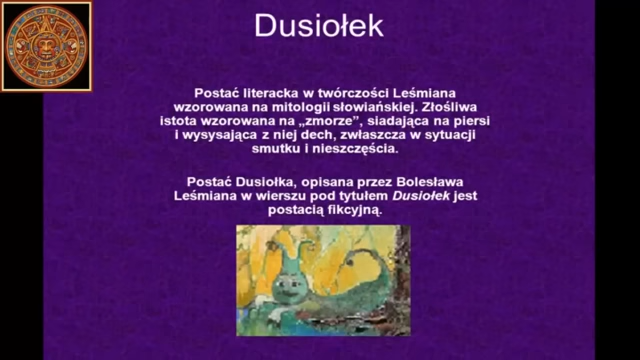 Dusiołek
Postać literacka w twórczości Leśmiana
wzorowana na mitologii słowiańskiej. Złośliwa
istota wzorowana na „zmorze”, siadająca na piersi
i wysysająca z niej dech, zwłaszcza w sytuacji
smutku i nieszczęścia.
Postać Dusiołka, opisana przez Bolesława
Leśmiana w wierszu pod tytułem Dusiołek jest
postacią fikcyjną.